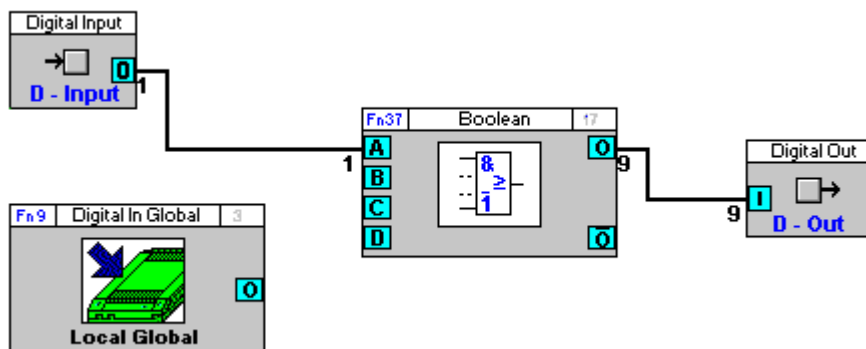 Digital Input
O
D - Input
1
Fn37 Boolean 17
A
1
B
C
D
&
≥
1
O
9
O
Digital Out
I
9
D - Out
Fn9 Digital In Global 3
O
Local Global